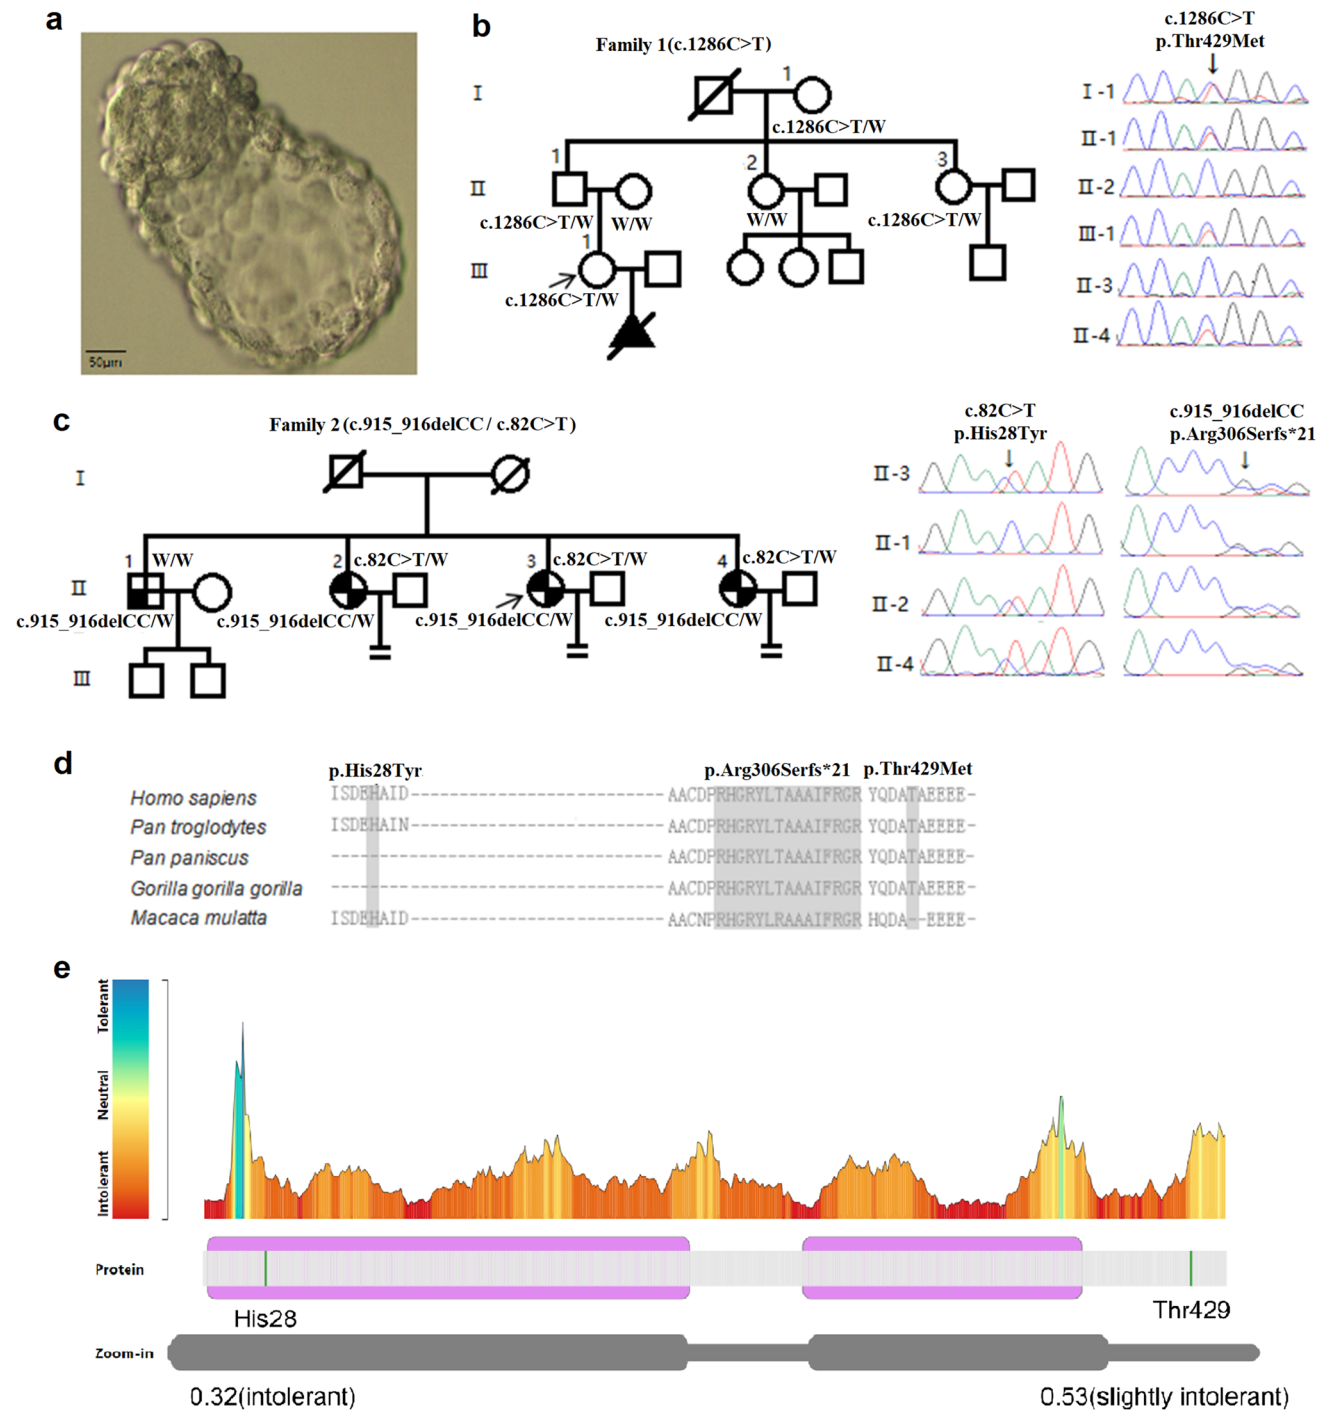 a
50μm
b
Family 1(c.1286C>T)
c.1286C>T
p.Thr429Met
I
1
c.1286C>T/W
II
1
2
3
c.1286C>T/W
W/W
W/W
c.1286C>T/W
III
1
c.1286C>T/W
I-1
II-1
II-2
III-1
II-3
II-4
c
Family 2 (c.915_916delCC / c.82C>T)
c.82C>T
p.His28Tyr
c.915_916delCC
p.Arg306Serfs*21
I
II
1
W/W
2
c.82C>T/W
3
c.82C>T/W
4
c.82C>T/W
c.915_916delCC/W
c.915_916delCC/W
c.915_916delCC/W
c.915_916delCC/W
III
II-3
II-1
II-2
II-4
d
p.His28Tyr
p.Arg306Serfs*21
p.Thr429Met
Homo sapiens ISDEHAID AACDPRHGRYLTAAAIFRGR YQDATAEEEE-
Pan troglodytes ISDEHAIN AACDPRHGRYLTAAAIFRGR YQDATAEEEE-
Pan paniscus AACDPRHGRYLTAAAIFRGR YQDATAEEEE-
Gorilla gorilla gorilla AACDPRHGRYLTAAAIFRGR YQDATAEEEE-
Macaca mulatta ISDEHAID AACNPRHGRYLRAAAIFRGR HQDA--EEEE-
e
Tolerant
Neutral
Intolerant
Protein
His28
Thr429
Zoom-in
0.32(intolerant)
0.53(slightly intolerant)